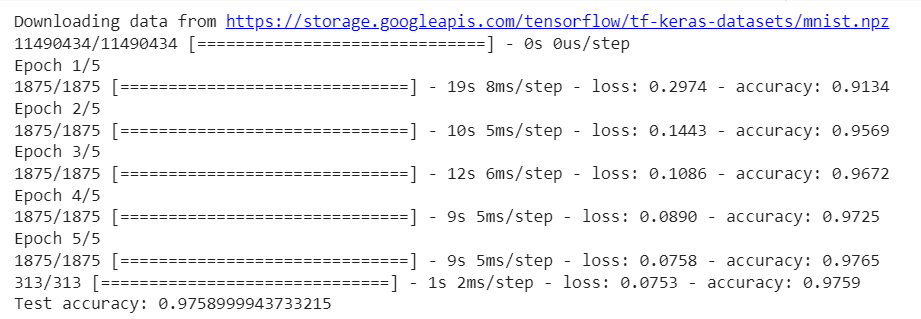 Downloading data from https://storage.googleapis.com/tensorflow/tf-keras-datasets/mnist.npz
11490434/11490434 [==============================] - 0s 0us/step
Epoch 1/5
1875/1875 [==============================] - 19s 8ms/step - loss: 0.2974 - accuracy: 0.9134
Epoch 2/5
1875/1875 [==============================] - 10s 5ms/step - loss: 0.1443 - accuracy: 0.9569
Epoch 3/5
1875/1875 [==============================] - 12s 6ms/step - loss: 0.1086 - accuracy: 0.9672
Epoch 4/5
1875/1875 [==============================] - 9s 5ms/step - loss: 0.0890 - accuracy: 0.9725
Epoch 5/5
1875/1875 [==============================] - 9s 5ms/step - loss: 0.0758 - accuracy: 0.9765
313/313 [==============================] - 1s 2ms/step - loss: 0.0753 - accuracy: 0.9759
Test accuracy: 0.9758999943733215